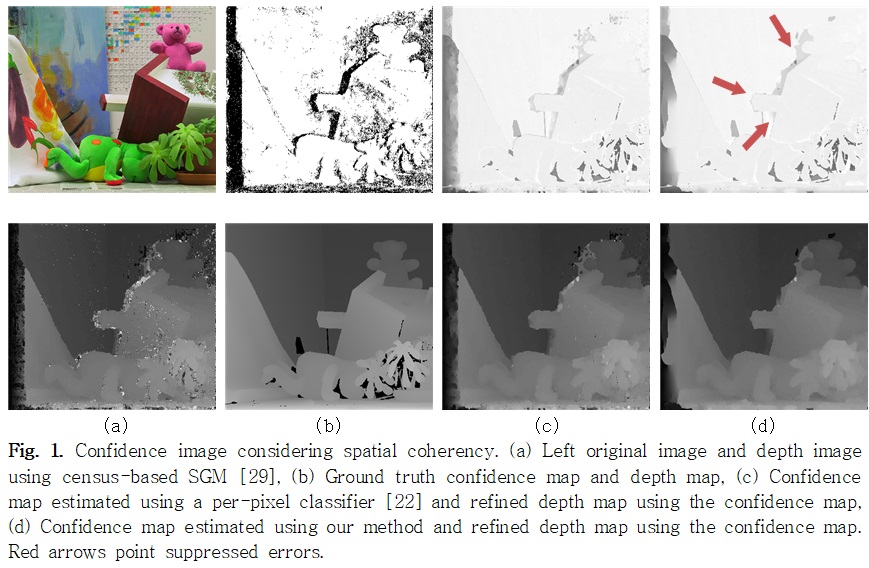 (a) (b) (c) (d)
Fig. 1. Confidence image considering spatial coherency. (a) Left original image and depth image
using census-based SGM [29], (b) Ground truth confidence map and depth map, (c) Confidence
map estimated using a per-pixel classifier [22] and refined depth map using the confidence map,
(d) Confidence map estimated using our method and refined depth map using the confidence map.
Red arrows point suppressed errors.